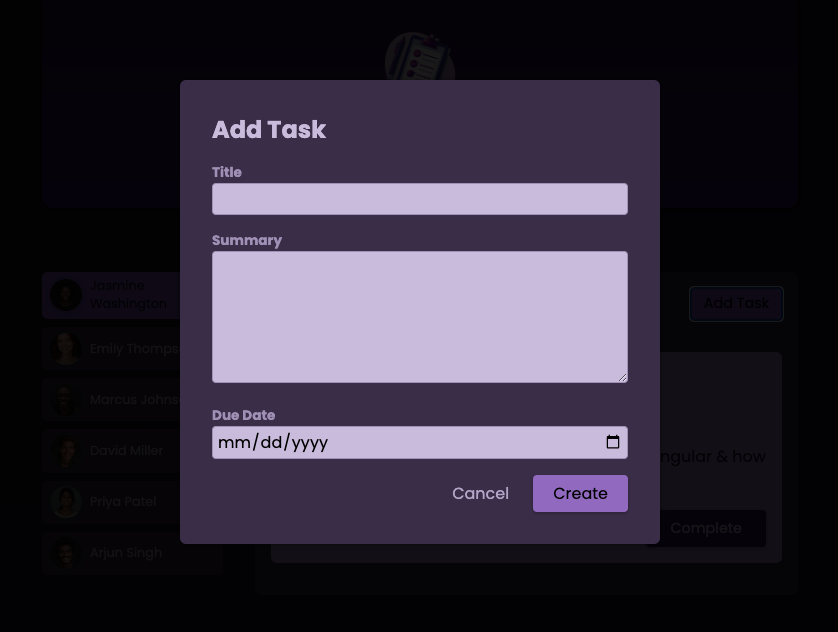 Add Task
Title
Summary
Due Date
mm/dd/yyyy
Cancel
Create
Jasmine
Washington
Emily Thomps
Marcus Johns
David Miller
Priya Patel
Arjun Singh
Add Task
ngular & how
Complete